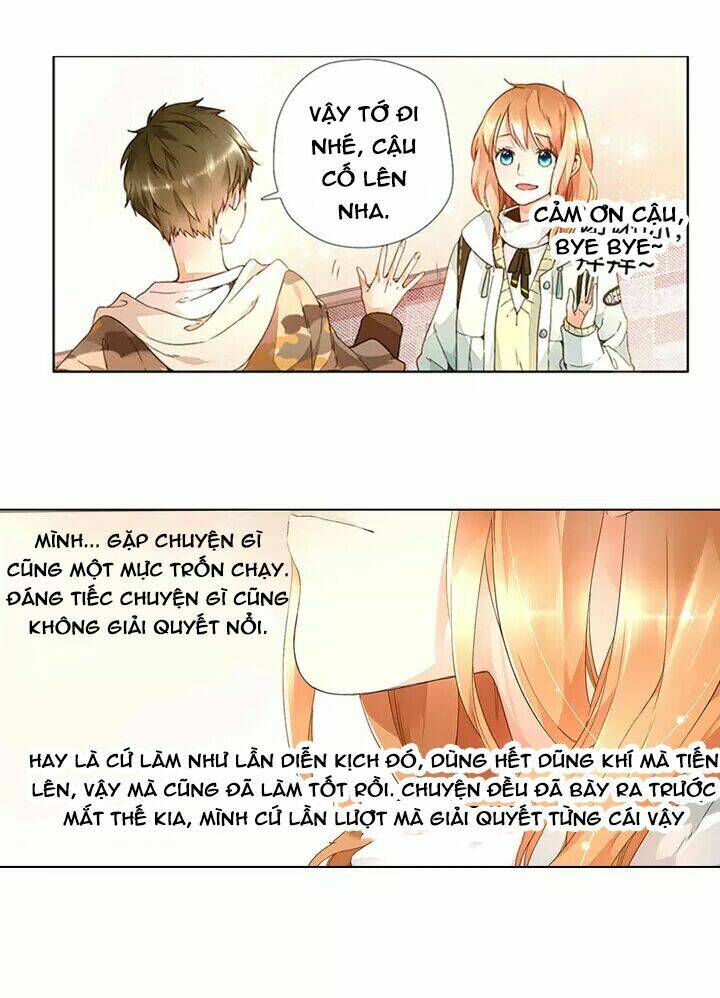 VẬY TỚ ĐI
NHÉ, CẬU
CỐ LÊN
NHA.
CẢM ƠN CẬU,
BYE BYE~
MÌNH... GẶP CHUYỆN GÌ
CŨNG MỘT MỰC TRỐN CHẠY.
ĐÁNG TIẾC CHUYỆN GÌ CŨNG
KHÔNG GIẢI QUYẾT NỔI.
HAY LÀ CỨ LÀM NHƯ LẦN DIỄN KỊCH ĐÓ, DÙNG HẾT DŨNG KHÍ MÀ TIẾN
LÊN, VẬY MÀ CŨNG ĐÃ LÀM TỐT RỒI. CHUYỆN ĐỀU ĐÃ BÀY RA TRƯỚC
MẮT THẾ KIA, MÌNH CỨ LẦN LƯỢT MÀ GIẢI QUYẾT TỪNG CÁI VẬY